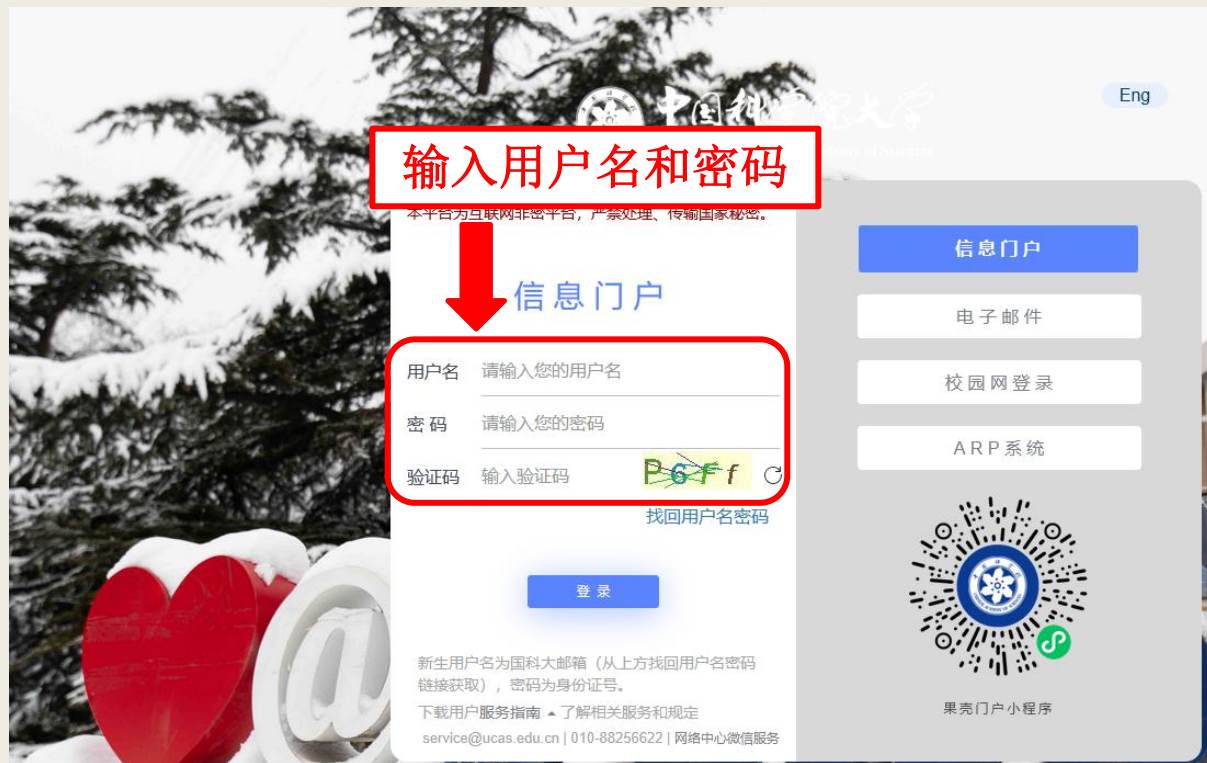 中国科学院大学
Eng
输入用户名和密码
本平台为互联网非密平台，严禁处理、传输国家秘密。
信息门户
用户名 请输入您的用户名
密 码 请输入您的密码
验证码 输入验证码 P6Ff
找回用户名密码
登 录
新生用户名为国科大邮箱（从上方找回用户名密码
链接获取），密码为身份证号。
下载用户服务指南 ▲ 了解相关服务和规定
service@ucas.edu.cn | 010-88256622 | 网络中心微信服务
信息门户
电子邮件
校园网登录
ARP系统
果壳门户小程序